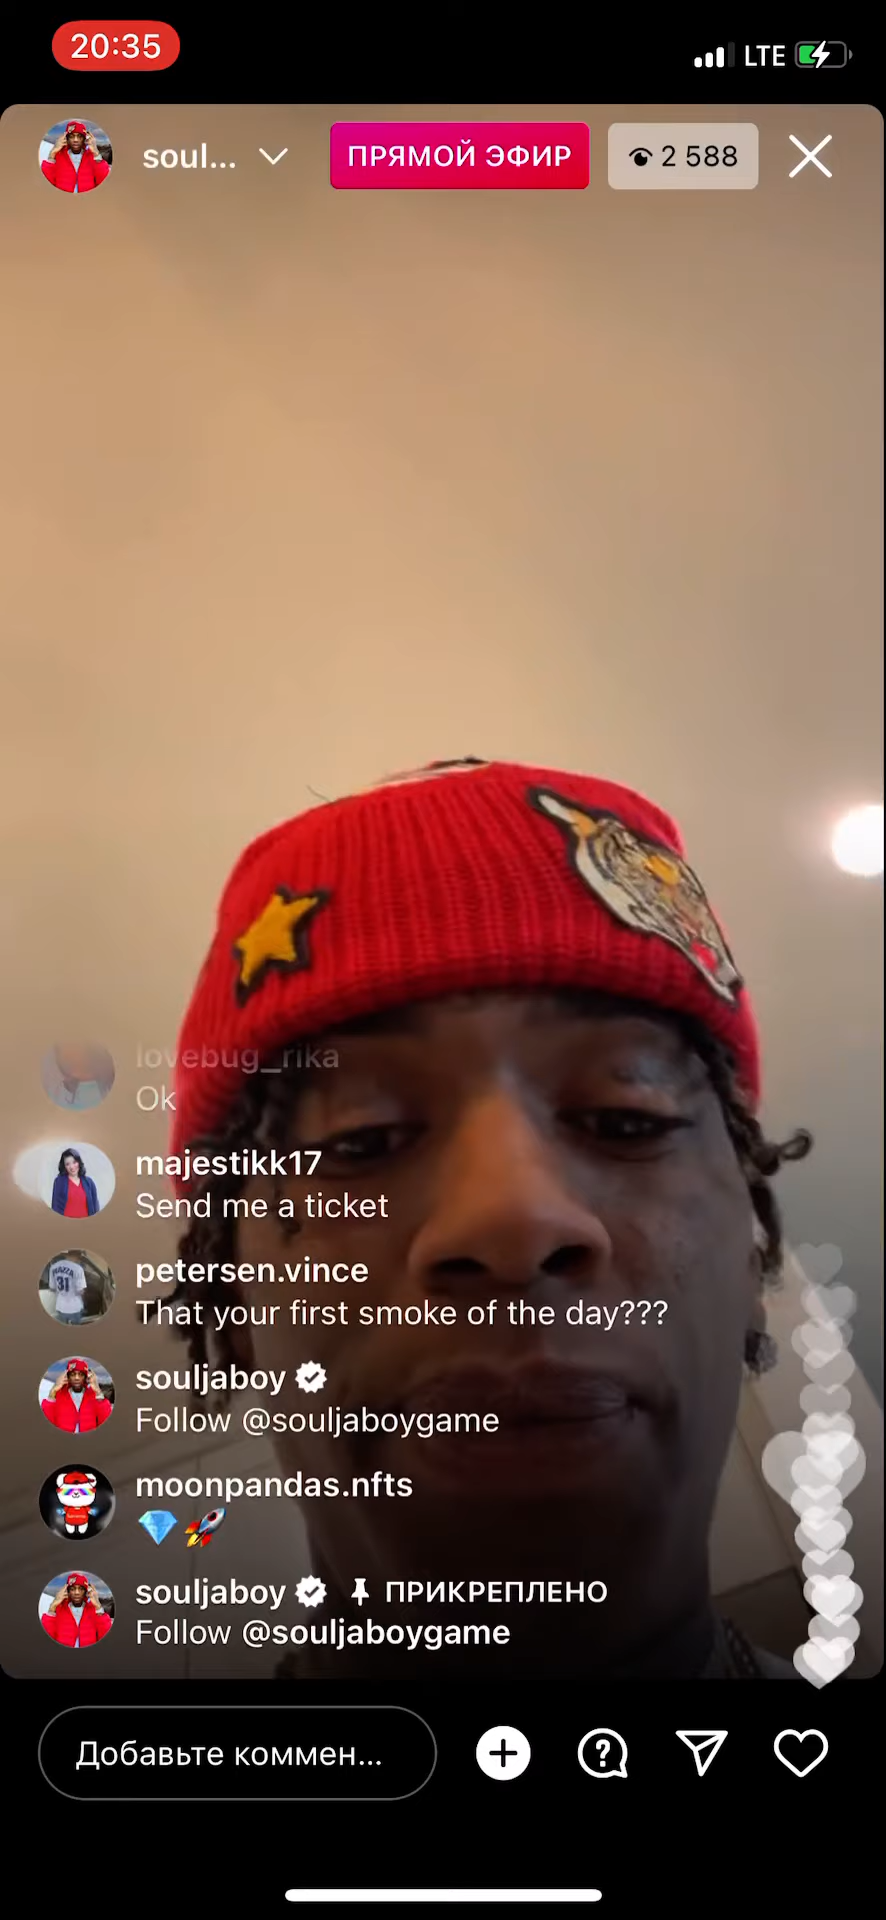 20:35
LTE
soul...
ПРЯМОЙ ЭФИР
2 588
lovebug_rika
Ok
majestikk17
Send me a ticket
petersen.vince
That your first smoke of the day???
souljaboy
Follow @souljaboygame
moonpandas.nfts
💎🚀
souljaboy ПРИКРЕПЛЕНО
Follow @souljaboygame
Добавьте коммен...